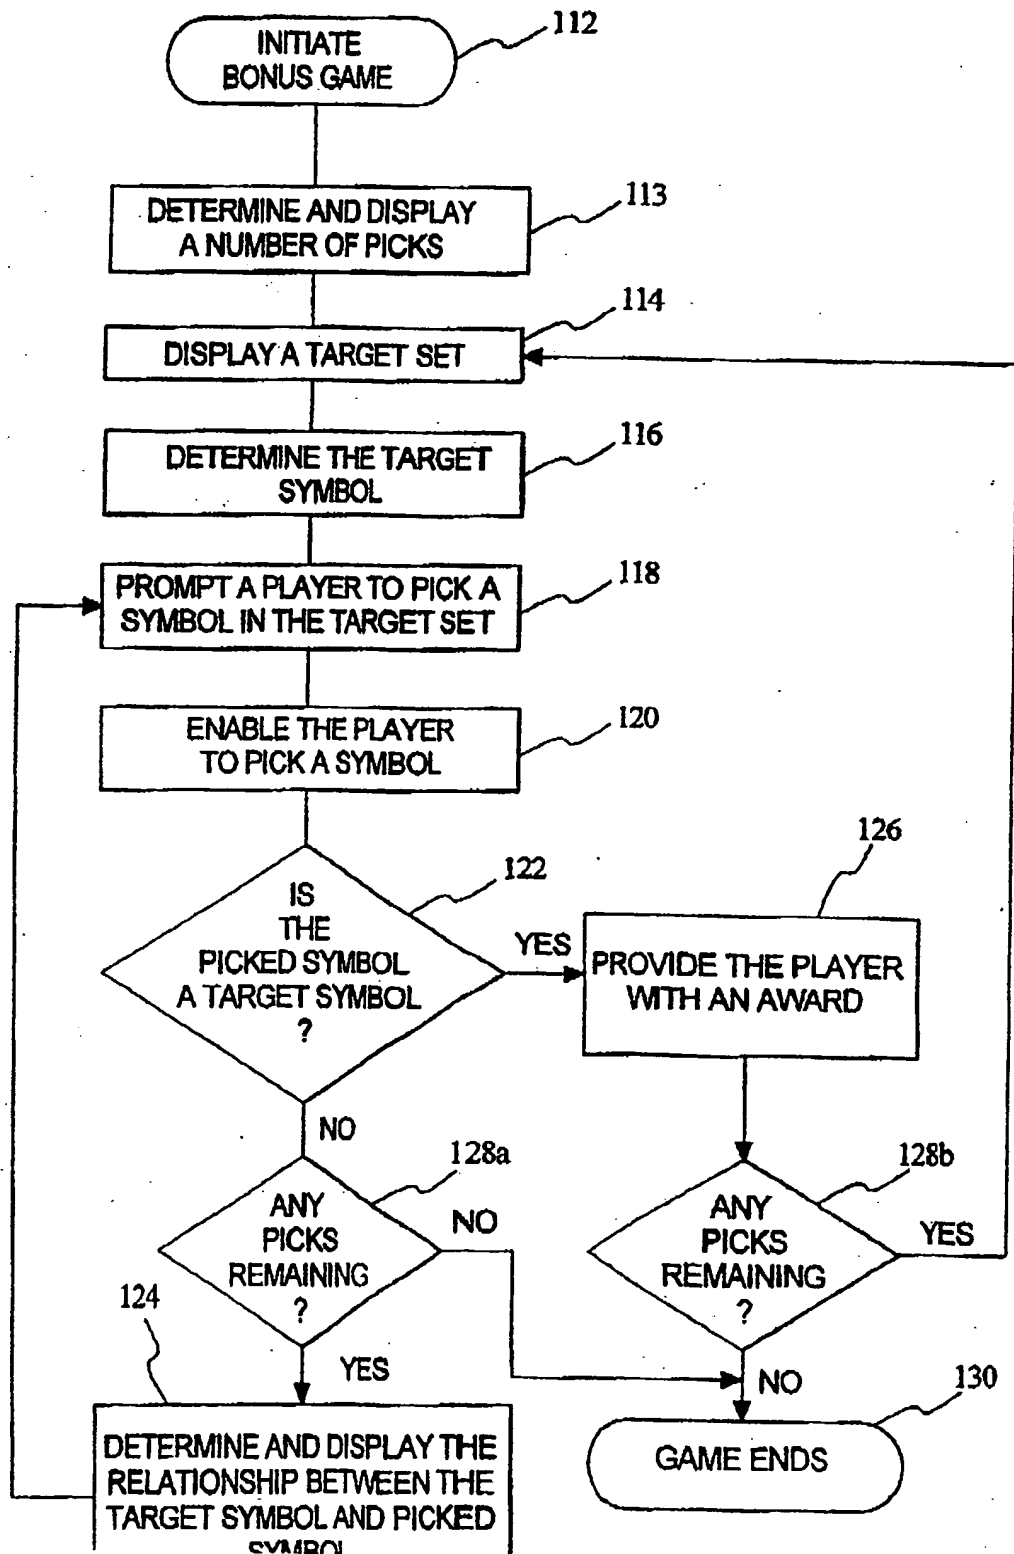 INITIATE
BONUS GAME
112
DETERMINE AND DISPLAY
A NUMBER OF PICKS
113
114
DISPLAY A TARGET SET
DETERMINE THE TARGET
SYMBOL
116
PROMPT A PLAYER TO PICK A
SYMBOL IN THE TARGET SET
118
ENABLE THE PLAYER
TO PICK A SYMBOL
120
IS
THE
PICKED SYMBOL
A TARGET SYMBOL
?
122
YES
126
PROVIDE THE PLAYER
WITH AN AWARD
NO
128a
ANY
PICKS
REMAINING
?
NO
128b
ANY
PICKS
REMAINING
?
YES
124
YES
NO
130
GAME ENDS
DETERMINE AND DISPLAY THE
RELATIONSHIP BETWEEN THE
TARGET SYMBOL AND PICKED
SYMBOL